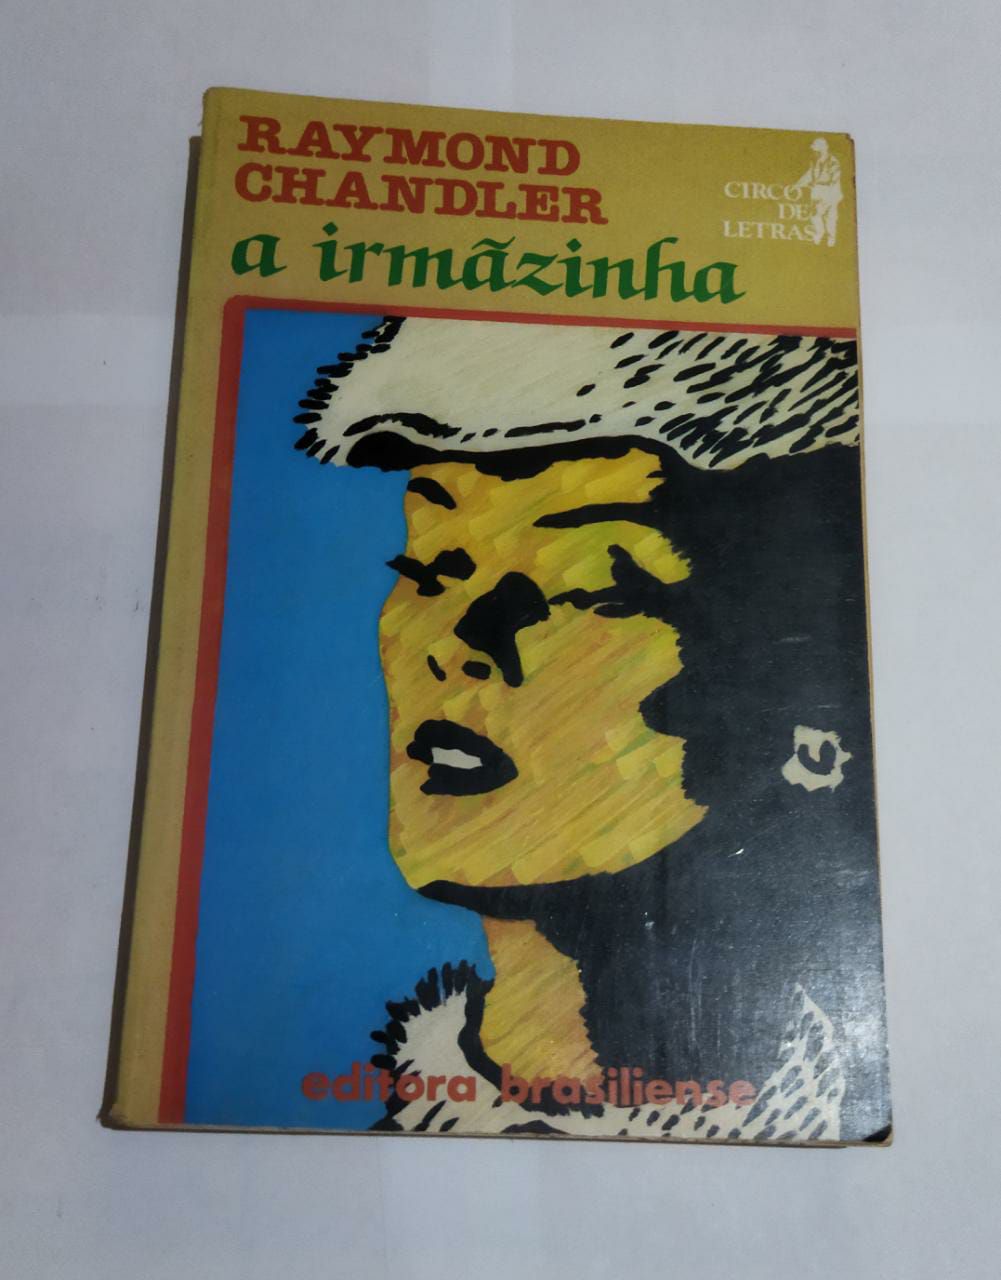 RAYMOND
CHANDLER
a irmãzinha
CIRCO
DE
LETRAS
editora brasiliense